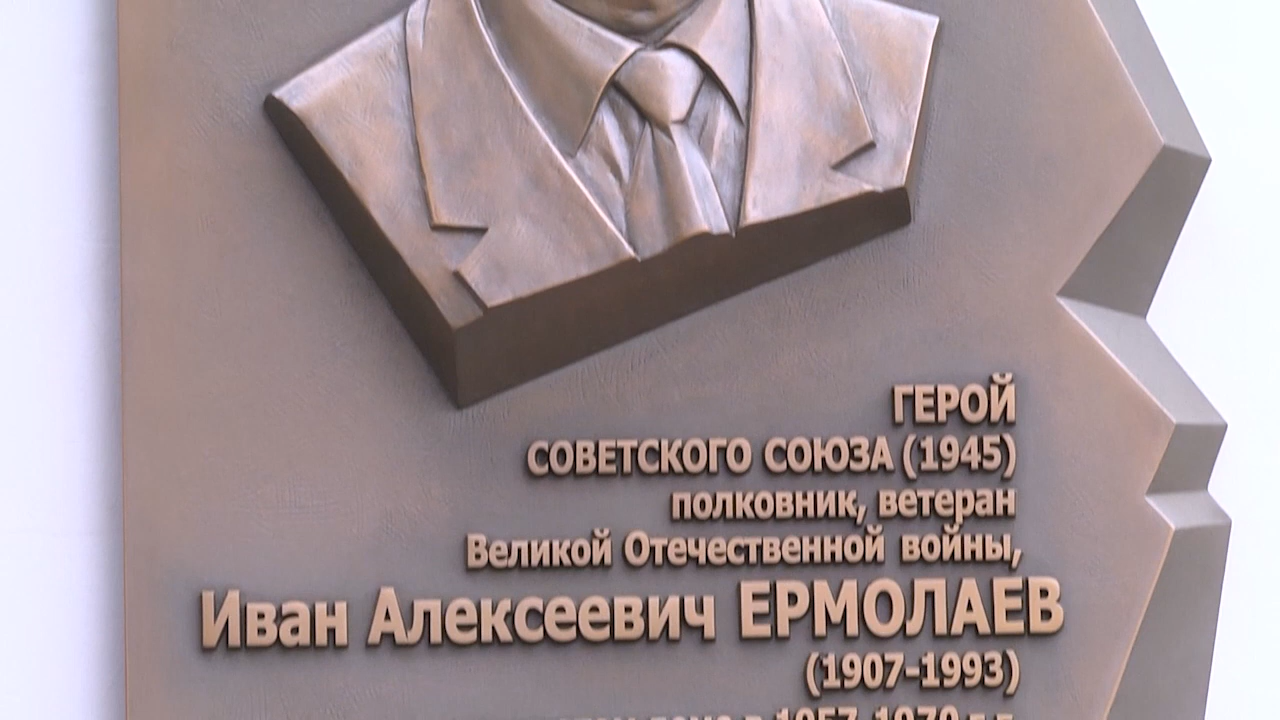 ГЕРОЙ
СОВЕТСКОГО СОЮЗА (1945)
полковник, ветеран
Великой Отечественной войны,
Иван Алексеевич ЕРМОЛАЕВ
(1907-1993)